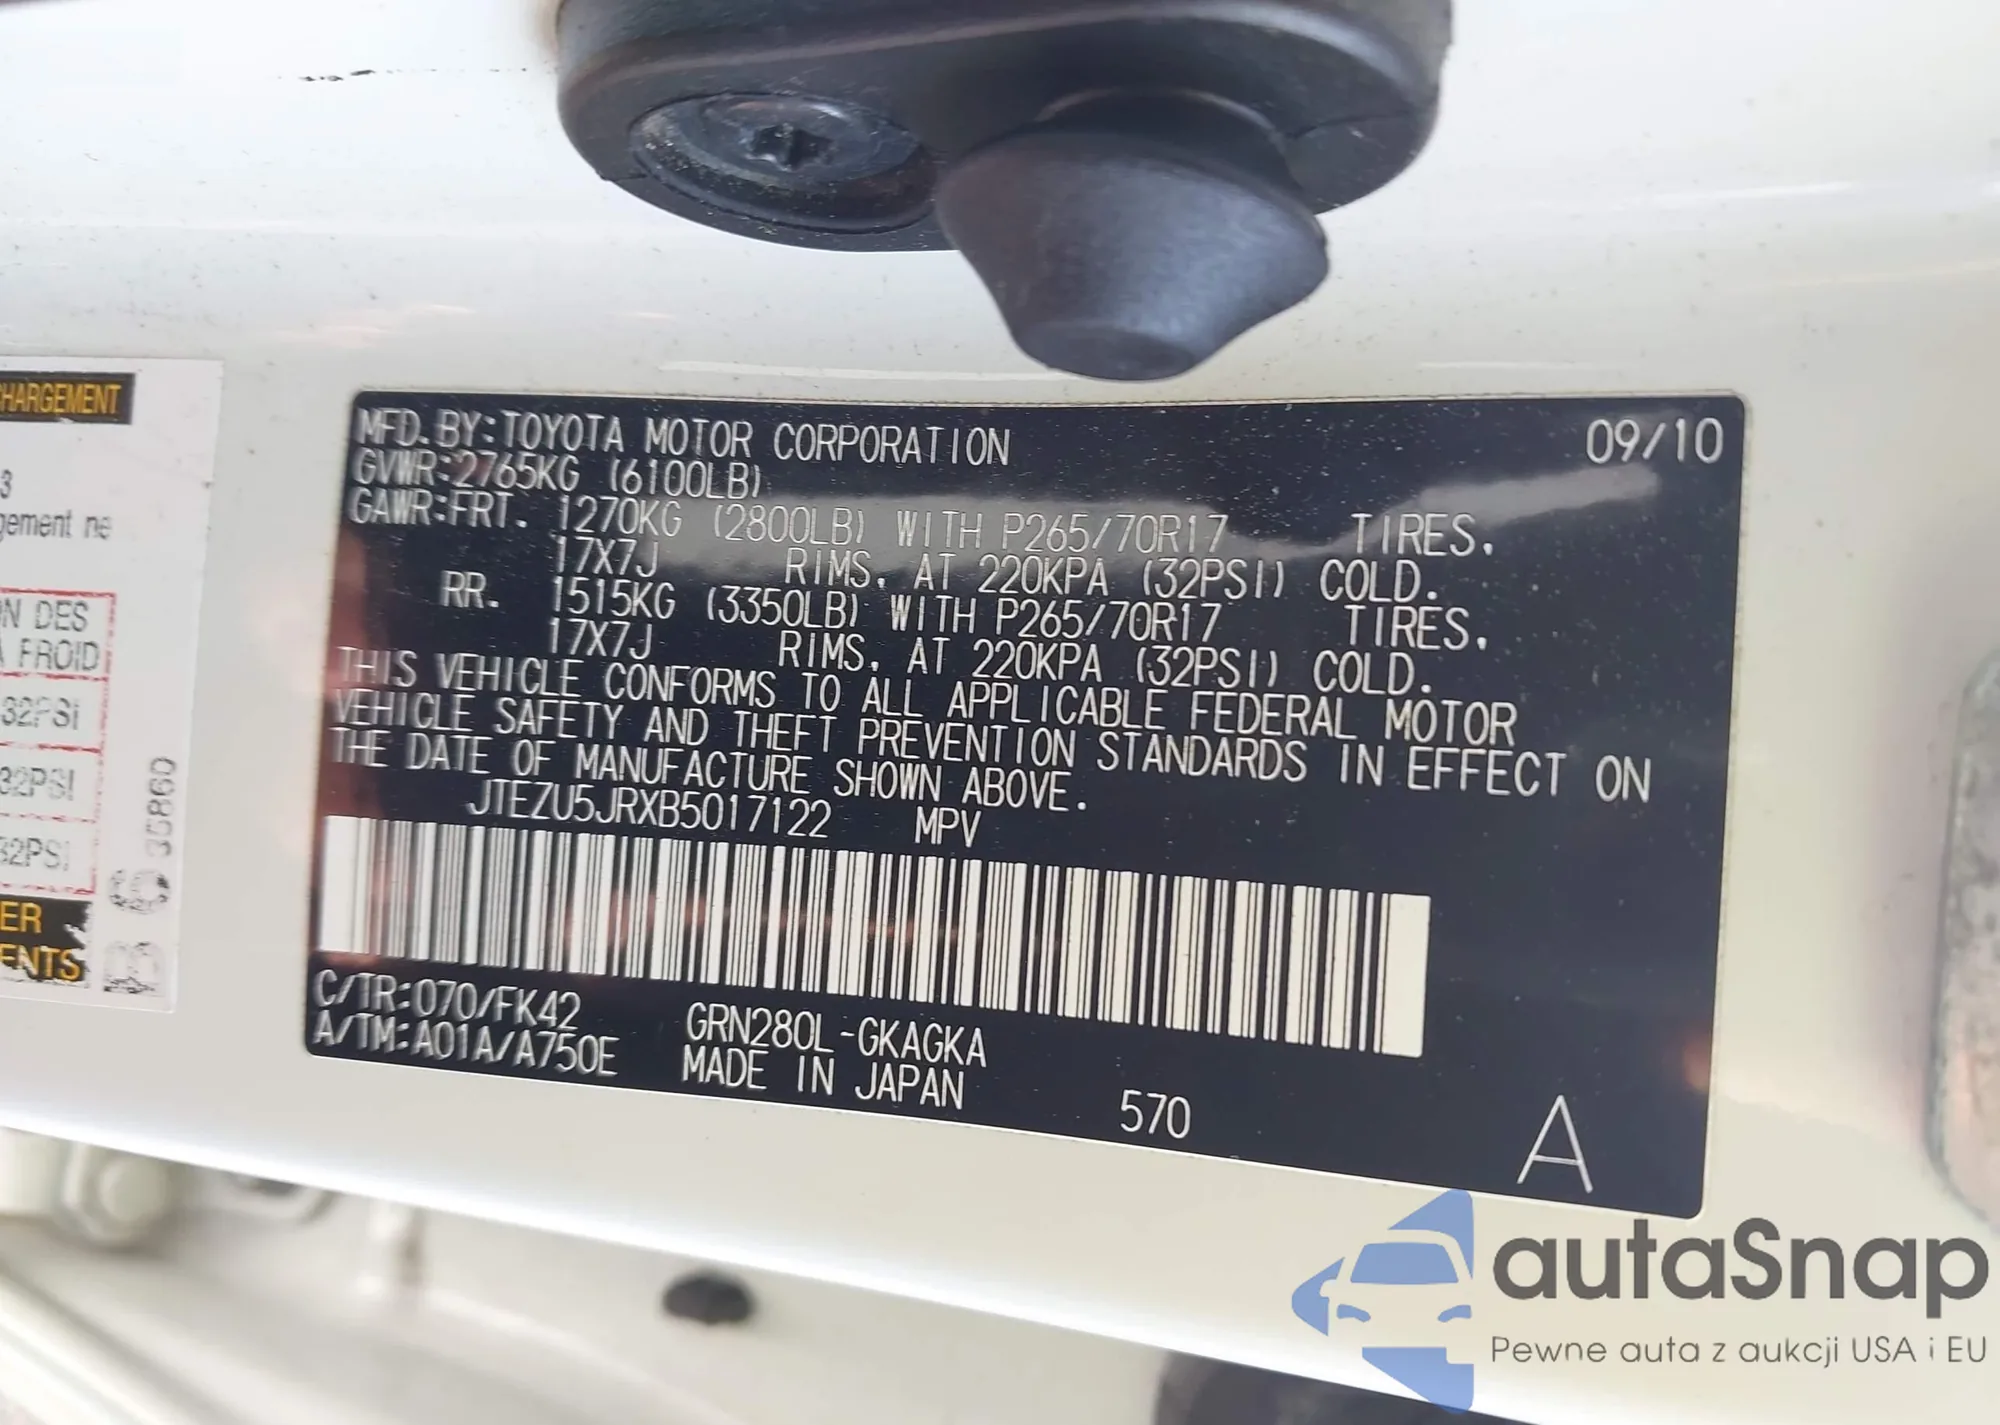 MFD. BY: TOYOTA MOTOR CORPORATION 09/10
GVWR: 2765KG (6100LB)
GAWR: FRT. 1270KG (2800LB) WITH P265/70R17 TIRES.
17X7J RIMS, AT 220KPA (32PSI) COLD.
RR. 1515KG (3350LB) WITH P265/70R17 TIRES,
17X7J RIMS, AT 220KPA (32PSI) COLD.
THIS VEHICLE CONFORMS TO ALL APPLICABLE FEDERAL MOTOR
VEHICLE SAFETY AND THEFT PREVENTION STANDARDS IN EFFECT ON
THE DATE OF MANUFACTURE SHOWN ABOVE.
JTEZU5JRXB5017122 MPV
C/TR: 070/FK42 GRN280L-GKAGKA
A/TM: A01A/A750E MADE IN JAPAN 570
A
CHARGEMENT
3
gement ne
ON DES
À FROID
32PSI
32PSI
32PSI
ER
ENTS
autaSnap
Pewne auta z aukcji USA i EU